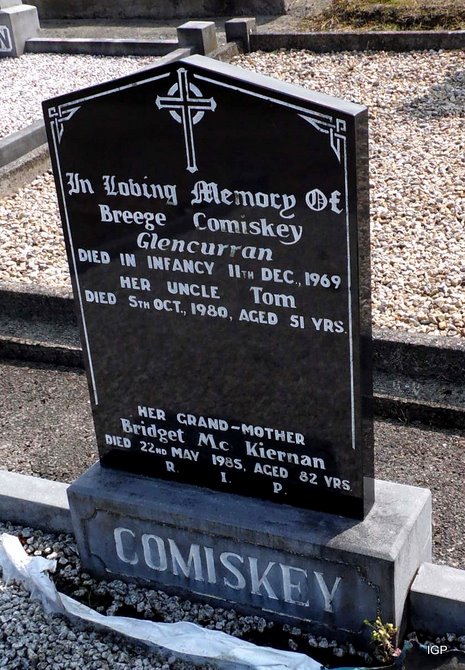 In Loving Memory Of
Breege Comiskey
Glencurran
DIED IN INFANCY 11TH DEC., 1969
HER UNCLE Tom
DIED 5TH OCT., 1980, AGED 51 YRS.
HER GRAND-MOTHER
Bridget Mc Kiernan
DIED 22ND MAY 1985, AGED 82 YRS.
R. I. P.
COMISKEY
IGP